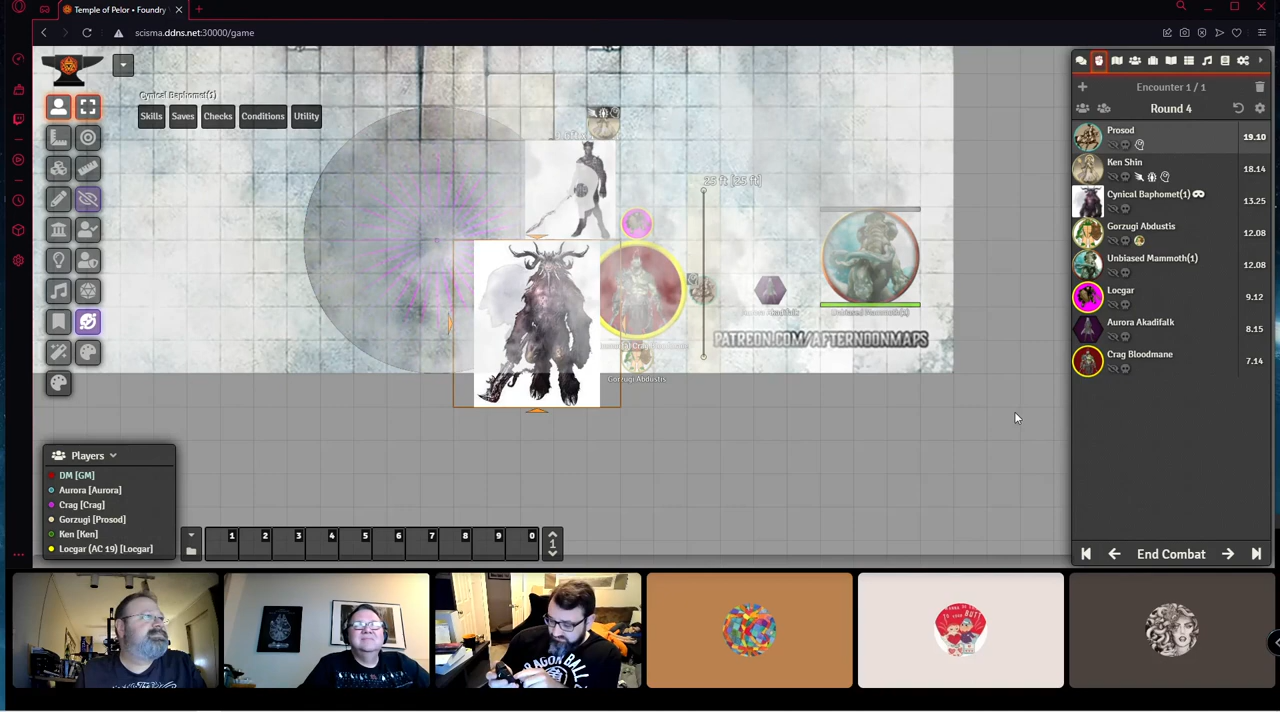 Temple of Pelor • Foundry
scisma.ddns.net:30000/game
Cynical Baphomet(1)
Skills
Saves
Checks
Conditions
Utility
25 ft [25 ft]
Unbiased Mammoth(1)
Gorzugi Abdustis
PATREON.COM/AFTERNOONMAPS
Encounter 1 / 1
Round 4
Prosod
19.10
Ken Shin
18.14
Cynical Baphomet(1)
13.25
Gorzugi Abdustis
12.08
Unbiased Mammoth(1)
12.08
Locgar
9.12
Aurora Akadifalk
8.15
Crag Bloodmane
7.14
End Combat
Players
DM [GM]
Aurora [Aurora]
Crag [Crag]
Gorzugi [Prosod]
Ken [Ken]
Locgar (AC 19) [Locgar]
1 2 3 4 5 6 7 8 9 0
1
DRAGON BALL